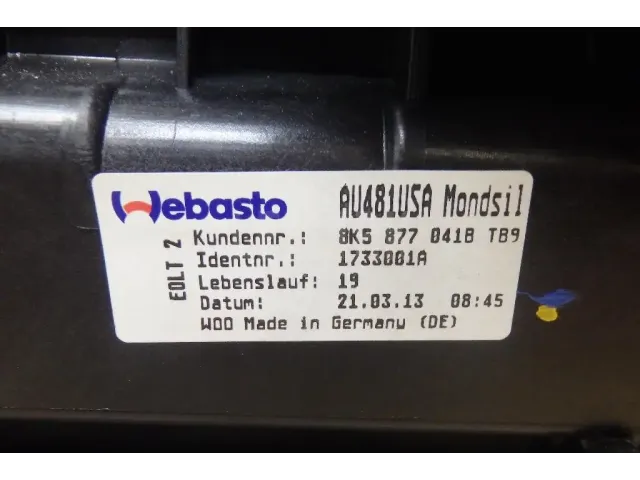 Webasto AU481USA Mondsil
EOLT 2
Kundennr.: 8K5 877 041B TB9
Identnr.: 1733001A
Lebenslauf: 19
Datum: 21.03.13 08:45
WOO Made in Germany (DE)